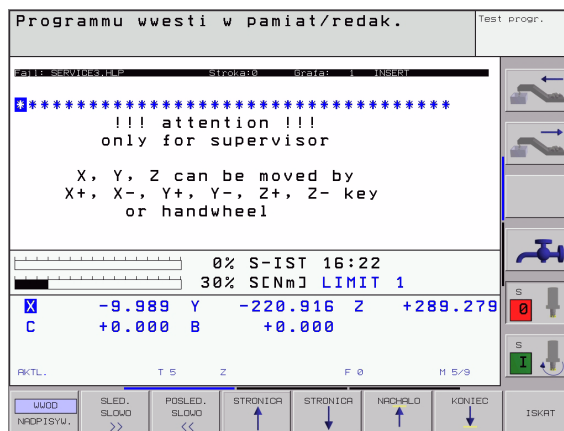 Programmu wwesti w pamiat/redak.
Test progr.
Fajl: SERVICE3.HLP Stroka:0 Grafa: 1 INSERT
*************************************
!!! attention !!!
only for supervisor
X, Y, Z can be moved by
X+, X-, Y+, Y-, Z+, Z- key
or handwheel
0% S-IST 16:22
30% S[Nm] LIMIT 1
X -9.989 Y -220.916 Z +289.279
C +0.000 B +0.000
AKTL. T 5 Z F 0 M 5/9
S
0
S
I
WWOD NADPISYW.
SLED. SLOWO >>
POSLED. SLOWO <<
STRONICA
STRONICA
NACHALO
KONIEC
ISKAT